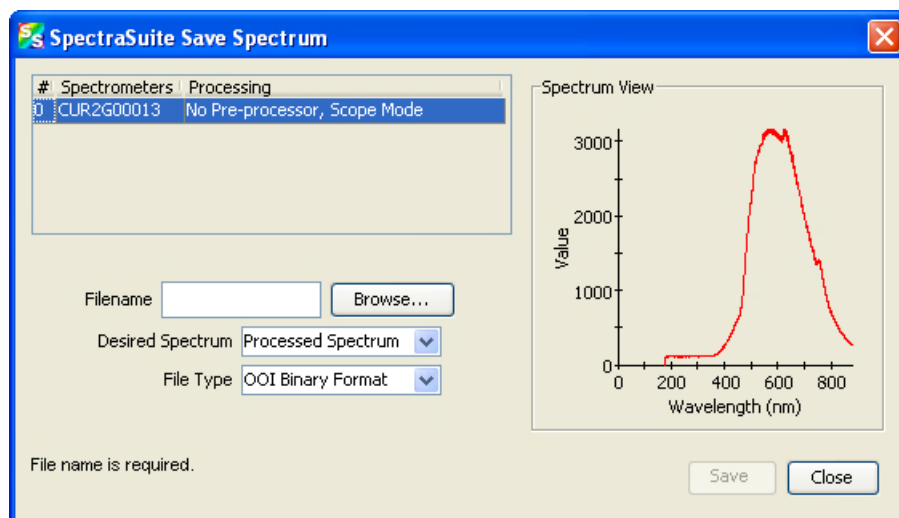 SpectraSuite Save Spectrum
# Spectrometers Processing
0 CUR2G00013 No Pre-processor, Scope Mode
Filename Browse...
Desired Spectrum Processed Spectrum
File Type OOI Binary Format
File name is required.
Spectrum View
3000
2000
1000
0
Value
0 200 400 600 800
Wavelength (nm)
Save Close